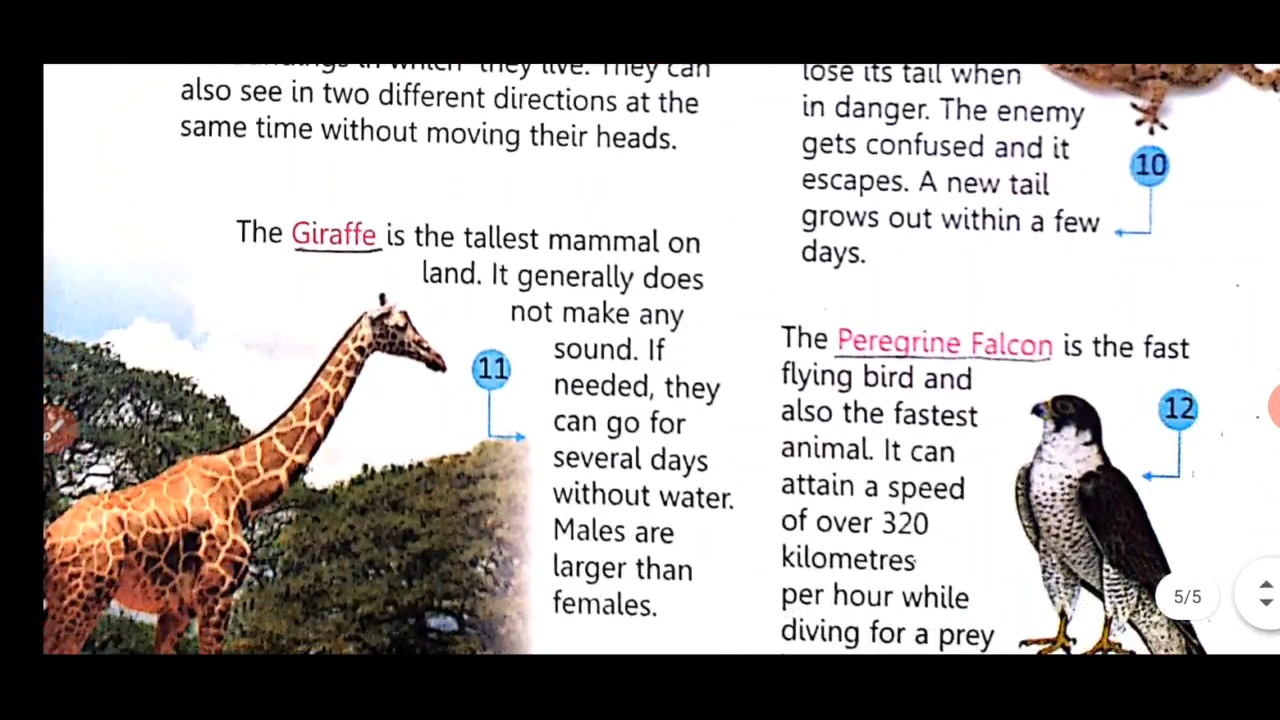 which they live. They can
also see in two different directions at the
same time without moving their heads.
The Giraffe is the tallest mammal on
land. It generally does
not make any
sound. If
needed, they
can go for
several days
without water.
Males are
larger than
females.
11
lose its tail when
in danger. The enemy
gets confused and it
escapes. A new tail
grows out within a few
days.
10
The Peregrine Falcon is the fast
flying bird and
also the fastest
animal. It can
attain a speed
of over 320
kilometres
per hour while
diving for a prey
12
5/5